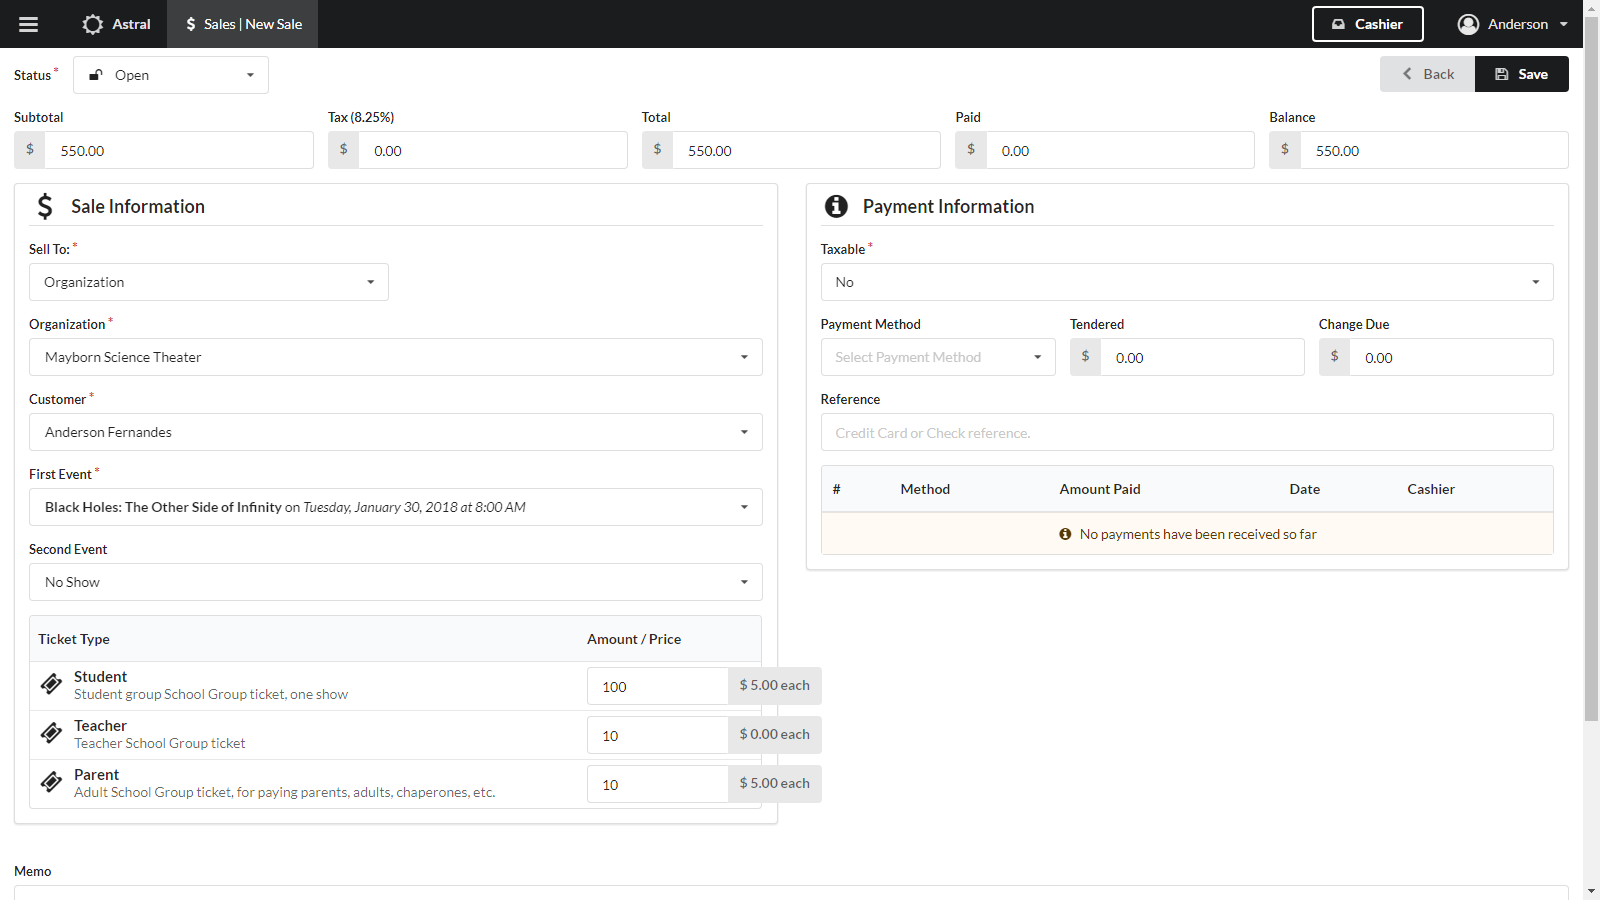 Astral
$ Sales | New Sale
Cashier
Anderson
Status *
Open
Back
Save
Subtotal
Tax (8.25%)
Total
Paid
Balance
$ 550.00
$ 0.00
$ 550.00
$ 0.00
$ 550.00
$ Sale Information
Sell To: *
Organization
Organization *
Mayborn Science Theater
Customer *
Anderson Fernandes
First Event *
Black Holes: The Other Side of Infinity on Tuesday, January 30, 2018 at 8:00 AM
Second Event
No Show
Ticket Type
Amount / Price
Student
Student group School Group ticket, one show
100
$ 5.00 each
Teacher
Teacher School Group ticket
10
$ 0.00 each
Parent
Adult School Group ticket, for paying parents, adults, chaperones, etc.
10
$ 5.00 each
Payment Information
Taxable *
No
Payment Method
Tendered
Change Due
Select Payment Method
$ 0.00
$ 0.00
Reference
Credit Card or Check reference.
# Method Amount Paid Date Cashier
No payments have been received so far
Memo